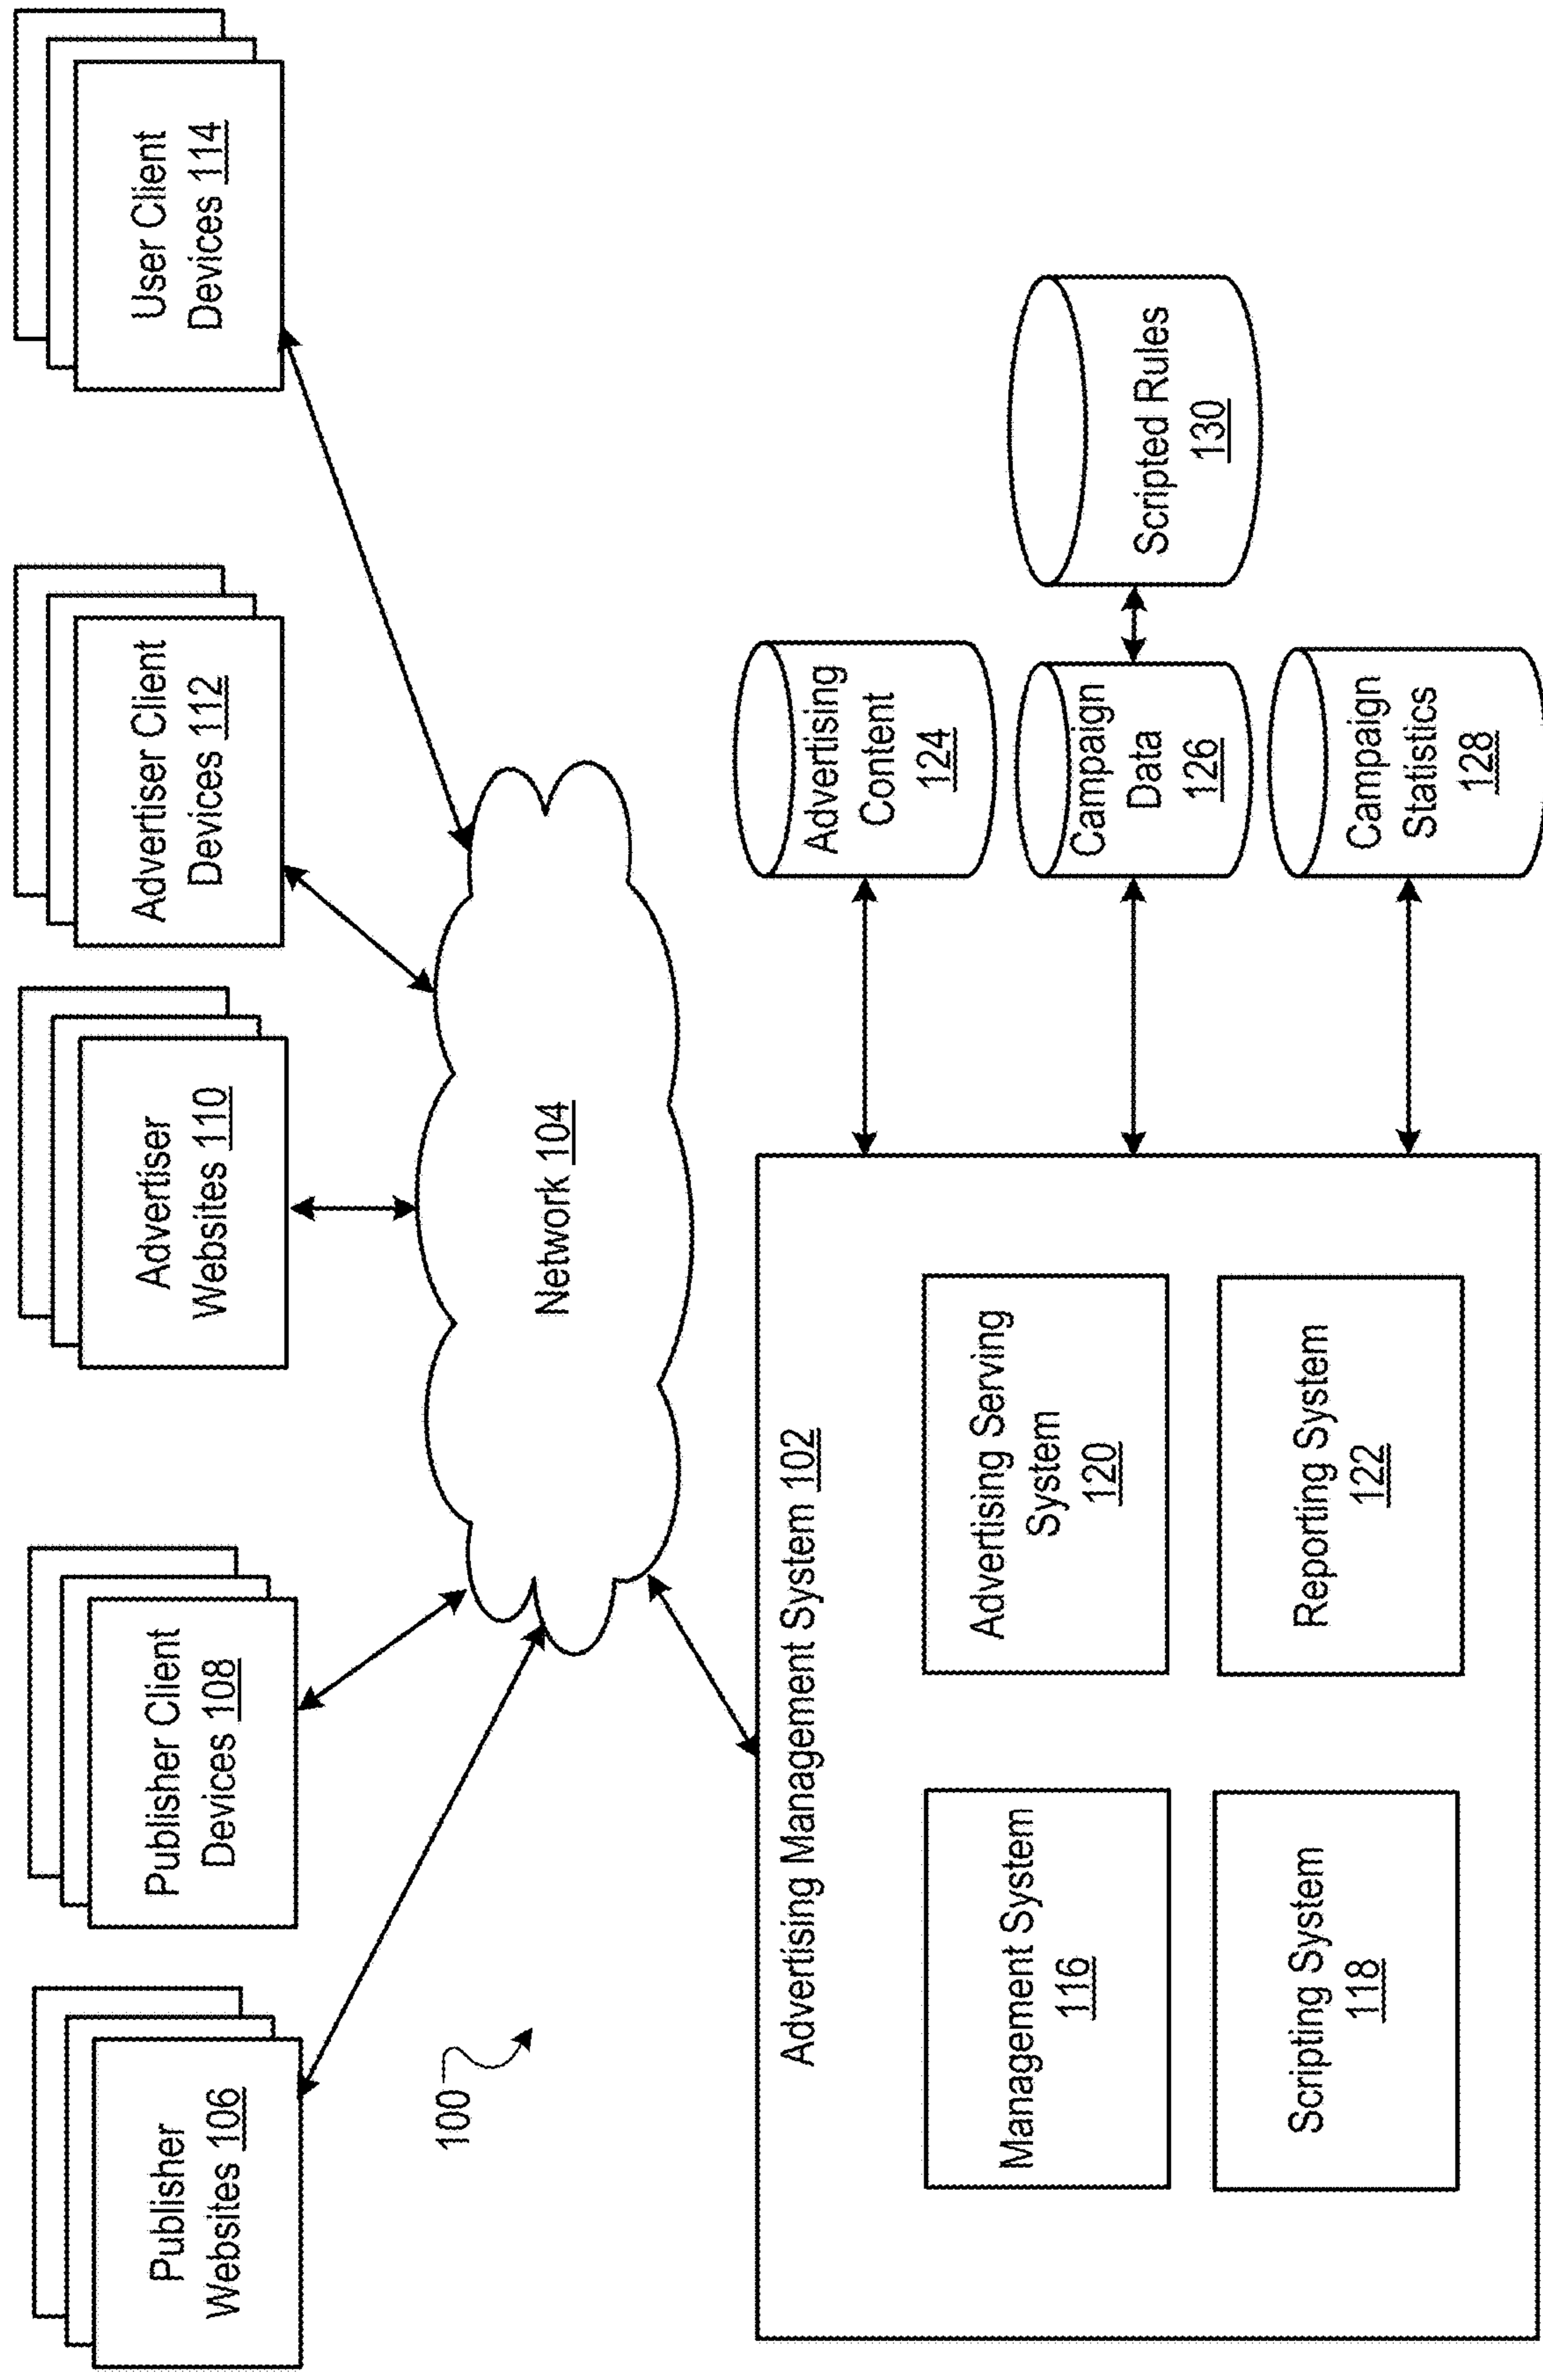 Publisher
Websites 106
Publisher Client
Devices 108
Advertiser
Websites 110
Advertiser Client
Devices 112
User Client
Devices 114
100
Network 104
Advertising Management System 102
Management System
116
Advertising Serving
System
120
Scripting System
118
Reporting System
122
Advertising
Content
124
Campaign
Data
126
Scripted Rules
130
Campaign
Statistics
128